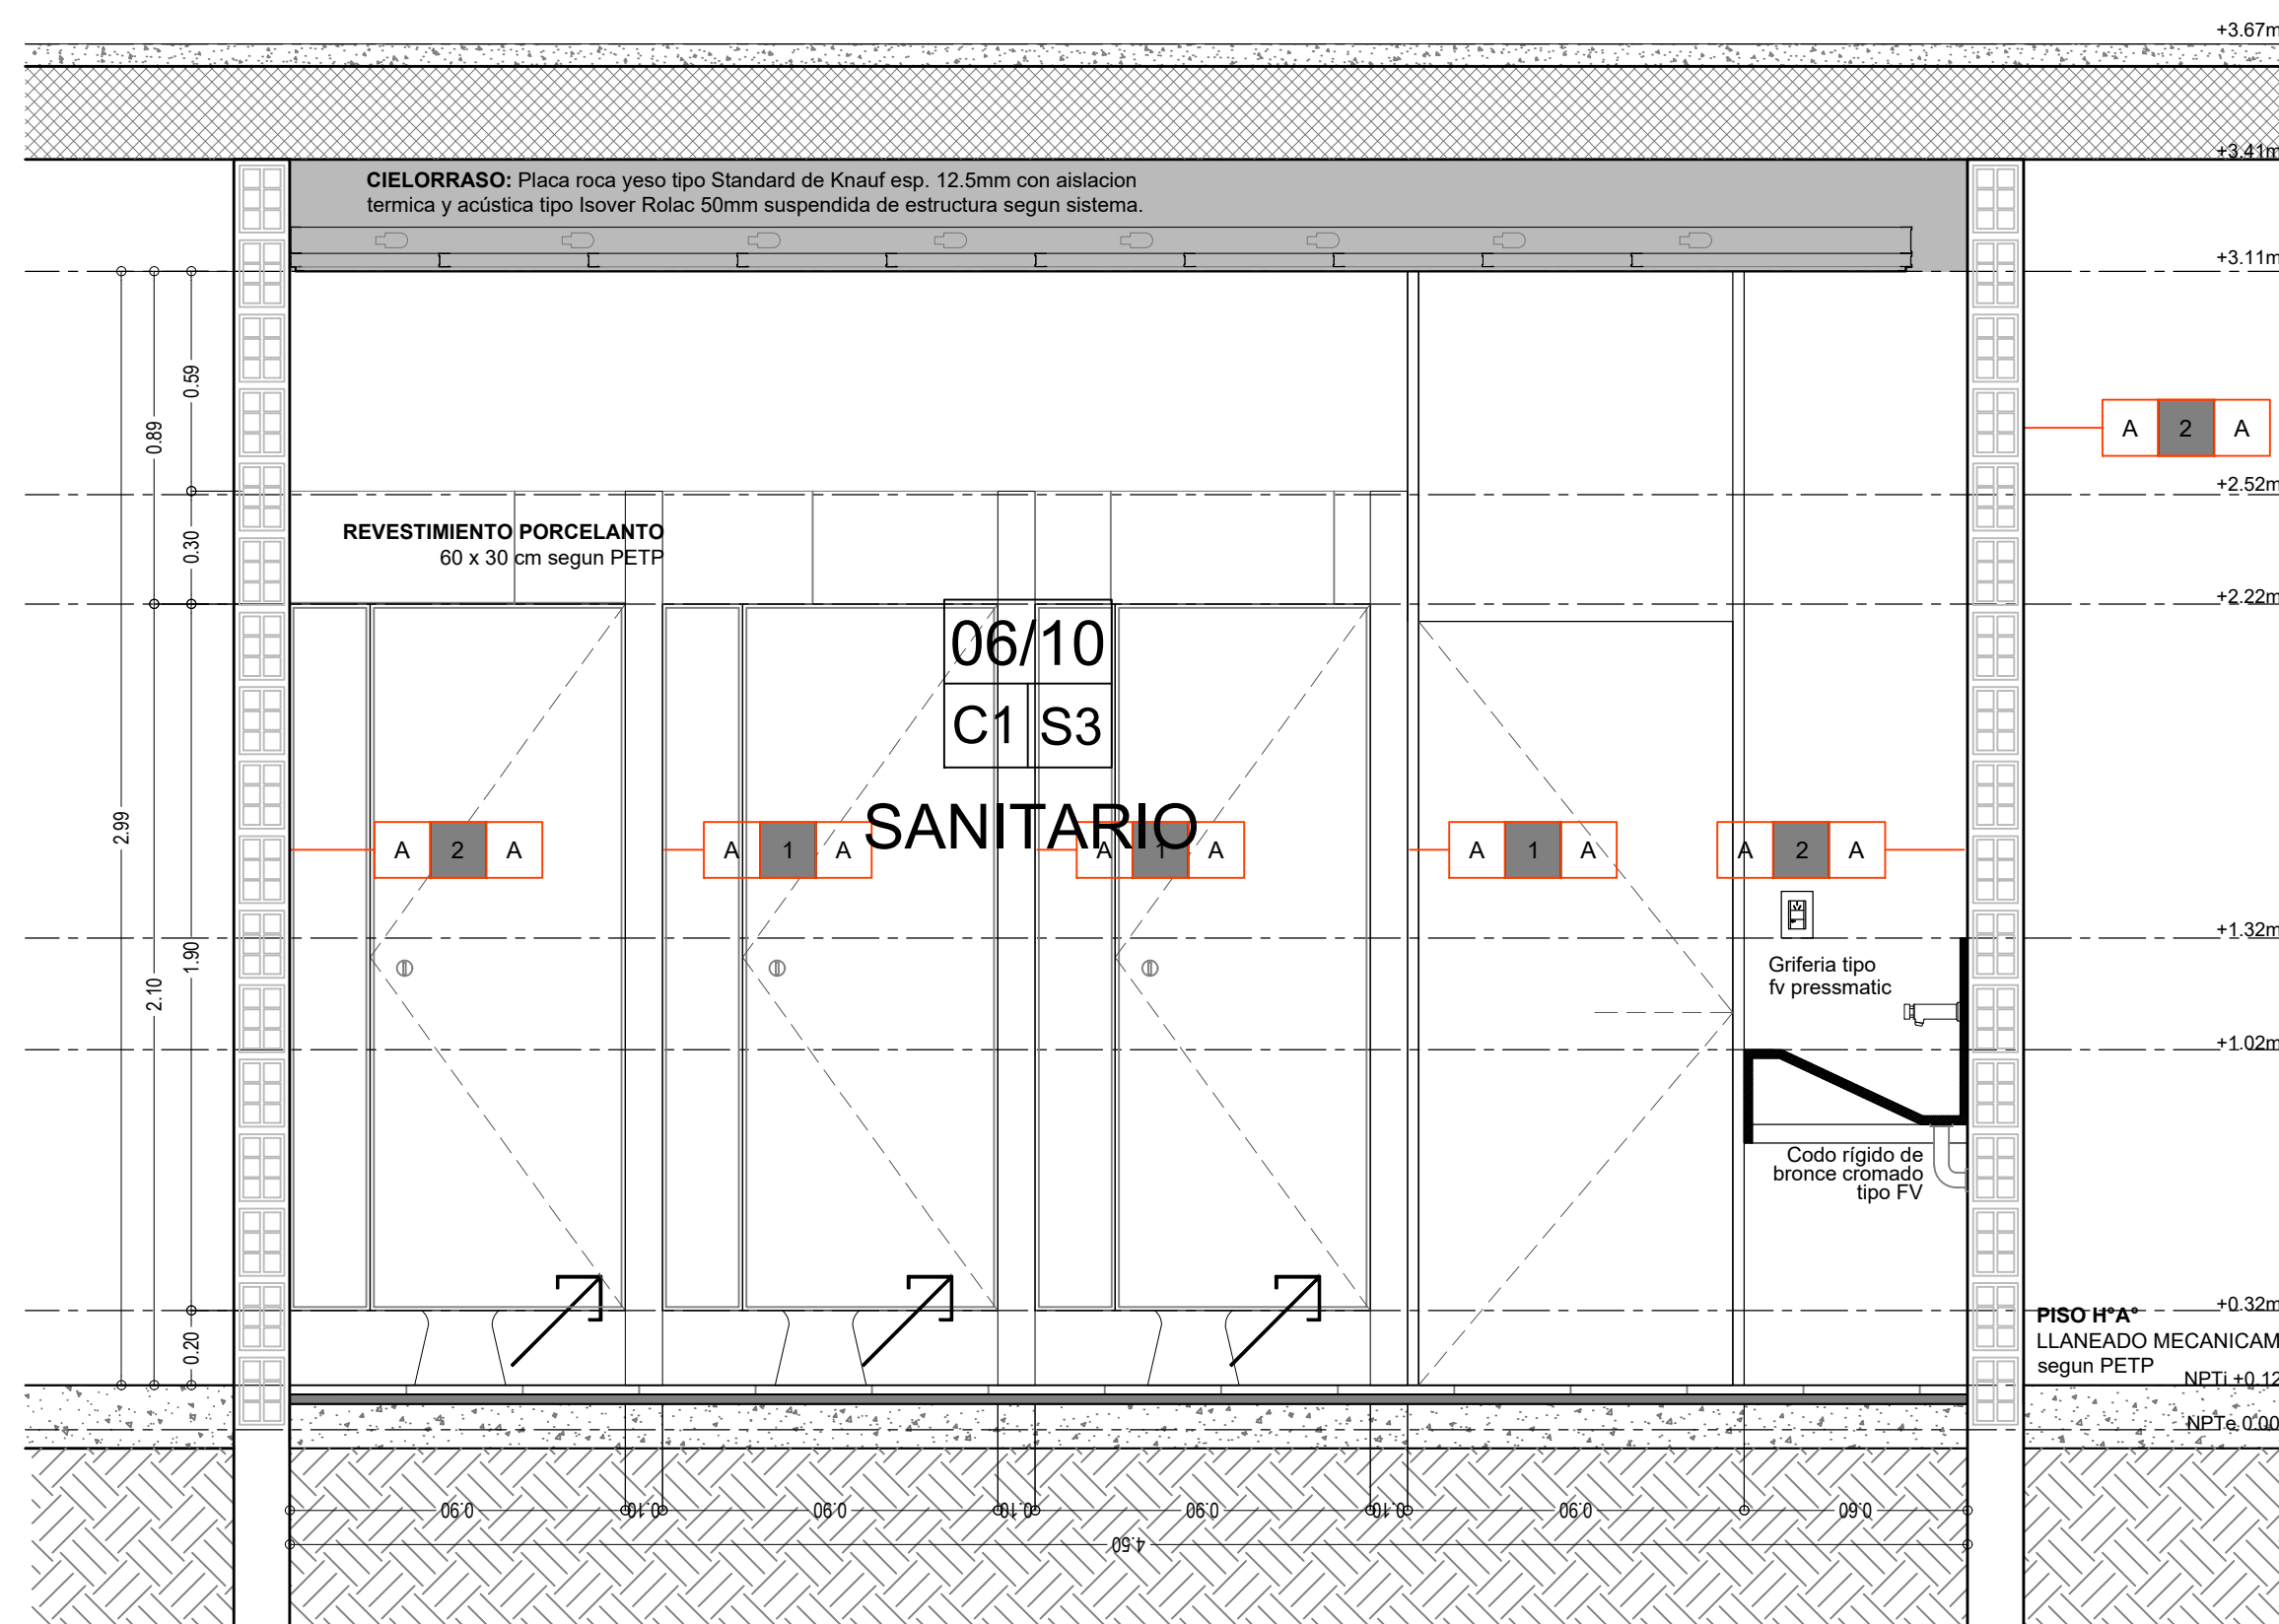 +3.67m
+3.41m
CIELORRASO: Placa roca yeso tipo Standard de Knauf esp. 12.5mm con aislacion
termica y acústica tipo Isover Rolac 50mm suspendida de estructura segun sistema.
+3.11m
0.59
0.89
A 2 A
+2.52m
REVESTIMIENTO PORCELANTO
60 x 30 cm segun PETP
0.30
+2.22m
06/10
C1 S3
SANITARIO
2.99
A 2 A
A 1 A
A 1 A
A 1 A
A 2 A
+1.32m
1.90
2.10
Griferia tipo
fv pressmatic
+1.02m
Codo rígido de
bronce cromado
tipo FV
+0.32m
PISO H°A°
LLANEADO MECANICAM
segun PETP
0.20
NPTi +0.12
NPTe 0.00
0.90
0.10
0.90
0.10
0.90
0.10
0.90
0.60
4.50